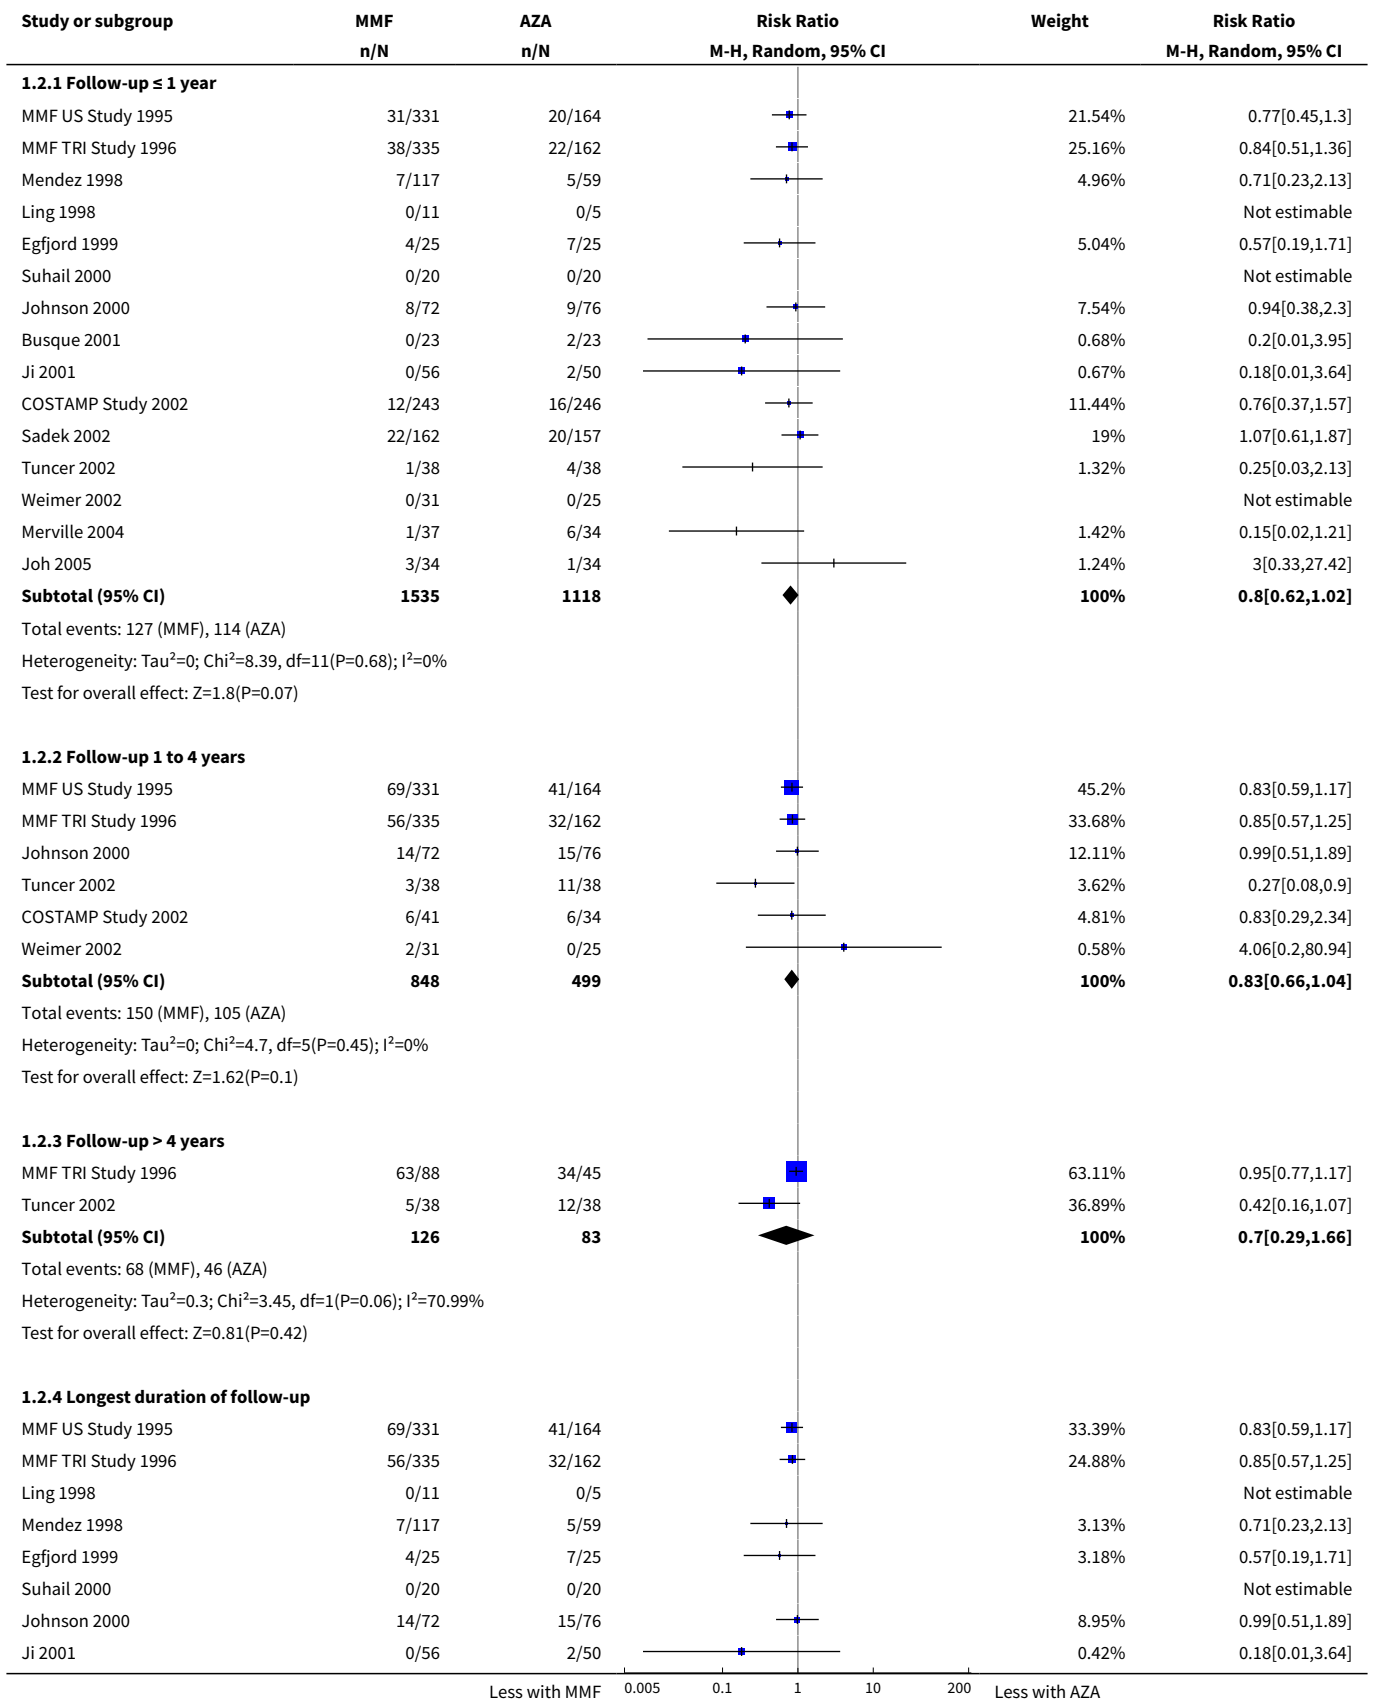 Study or subgroup MMF AZA Risk Ratio Weight Risk Ratio
n/N n/N M-H, Random, 95% CI M-H, Random, 95% CI
1.2.1 Follow-up ≤ 1 year
MMF US Study 1995 31/331 20/164 21.54% 0.77[0.45,1.3]
MMF TRI Study 1996 38/335 22/162 25.16% 0.84[0.51,1.36]
Mendez 1998 7/117 5/59 4.96% 0.71[0.23,2.13]
Ling 1998 0/11 0/5 Not estimable
Egfjord 1999 4/25 7/25 5.04% 0.57[0.19,1.71]
Suhail 2000 0/20 0/20 Not estimable
Johnson 2000 8/72 9/76 7.54% 0.94[0.38,2.3]
Busque 2001 0/23 2/23 0.68% 0.2[0.01,3.95]
Ji 2001 0/56 2/50 0.67% 0.18[0.01,3.64]
COSTAMP Study 2002 12/243 16/246 11.44% 0.76[0.37,1.57]
Sadek 2002 22/162 20/157 19% 1.07[0.61,1.87]
Tuncer 2002 1/38 4/38 1.32% 0.25[0.03,2.13]
Weimer 2002 0/31 0/25 Not estimable
Merville 2004 1/37 6/34 1.42% 0.15[0.02,1.21]
Joh 2005 3/34 1/34 1.24% 3[0.33,27.42]
Subtotal (95% CI) 1535 1118 100% 0.8[0.62,1.02]
Total events: 127 (MMF), 114 (AZA)
Heterogeneity: Tau²=0; Chi²=8.39, df=11(P=0.68); I²=0%
Test for overall effect: Z=1.8(P=0.07)
1.2.2 Follow-up 1 to 4 years
MMF US Study 1995 69/331 41/164 45.2% 0.83[0.59,1.17]
MMF TRI Study 1996 56/335 32/162 33.68% 0.85[0.57,1.25]
Johnson 2000 14/72 15/76 12.11% 0.99[0.51,1.89]
Tuncer 2002 3/38 11/38 3.62% 0.27[0.08,0.9]
COSTAMP Study 2002 6/41 6/34 4.81% 0.83[0.29,2.34]
Weimer 2002 2/31 0/25 0.58% 4.06[0.2,80.94]
Subtotal (95% CI) 848 499 100% 0.83[0.66,1.04]
Total events: 150 (MMF), 105 (AZA)
Heterogeneity: Tau²=0; Chi²=4.7, df=5(P=0.45); I²=0%
Test for overall effect: Z=1.62(P=0.1)
1.2.3 Follow-up > 4 years
MMF TRI Study 1996 63/88 34/45 63.11% 0.95[0.77,1.17]
Tuncer 2002 5/38 12/38 36.89% 0.42[0.16,1.07]
Subtotal (95% CI) 126 83 100% 0.7[0.29,1.66]
Total events: 68 (MMF), 46 (AZA)
Heterogeneity: Tau²=0.3; Chi²=3.45, df=1(P=0.06); I²=70.99%
Test for overall effect: Z=0.81(P=0.42)
1.2.4 Longest duration of follow-up
MMF US Study 1995 69/331 41/164 33.39% 0.83[0.59,1.17]
MMF TRI Study 1996 56/335 32/162 24.88% 0.85[0.57,1.25]
Ling 1998 0/11 0/5 Not estimable
Mendez 1998 7/117 5/59 3.13% 0.71[0.23,2.13]
Egfjord 1999 4/25 7/25 3.18% 0.57[0.19,1.71]
Suhail 2000 0/20 0/20 Not estimable
Johnson 2000 14/72 15/76 8.95% 0.99[0.51,1.89]
Ji 2001 0/56 2/50 0.42% 0.18[0.01,3.64]
Less with MMF 0.005 0.1 1 10 200 Less with AZA